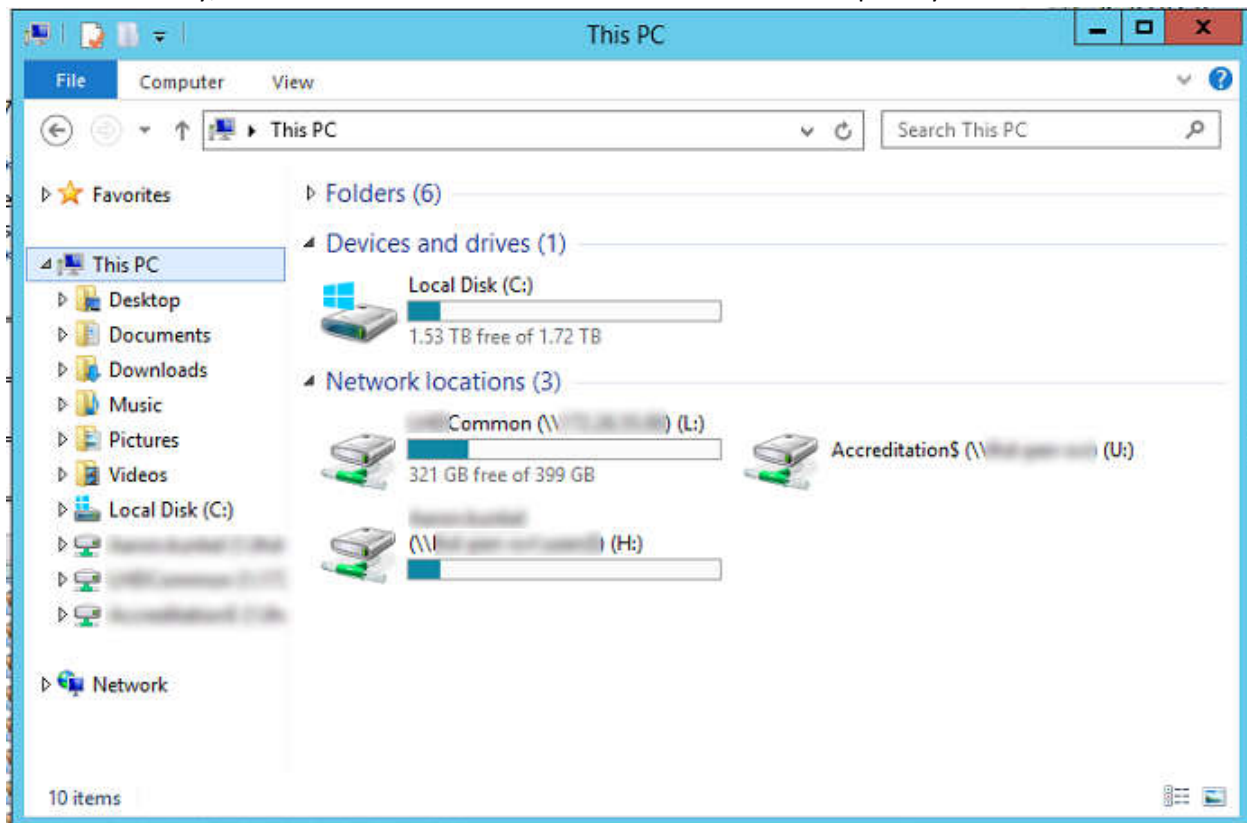 This PC
File Computer View
This PC
Search This PC
Favorites
This PC
Desktop
Documents
Downloads
Music
Pictures
Videos
Local Disk (C:)
Network
Folders (6)
Devices and drives (1)
Local Disk (C:)
1.53 TB free of 1.72 TB
Network locations (3)
Common (\\ ) (L:)
321 GB free of 399 GB
Accreditation$ (\\ ) (U:)
(\\ ) (H:)
10 items